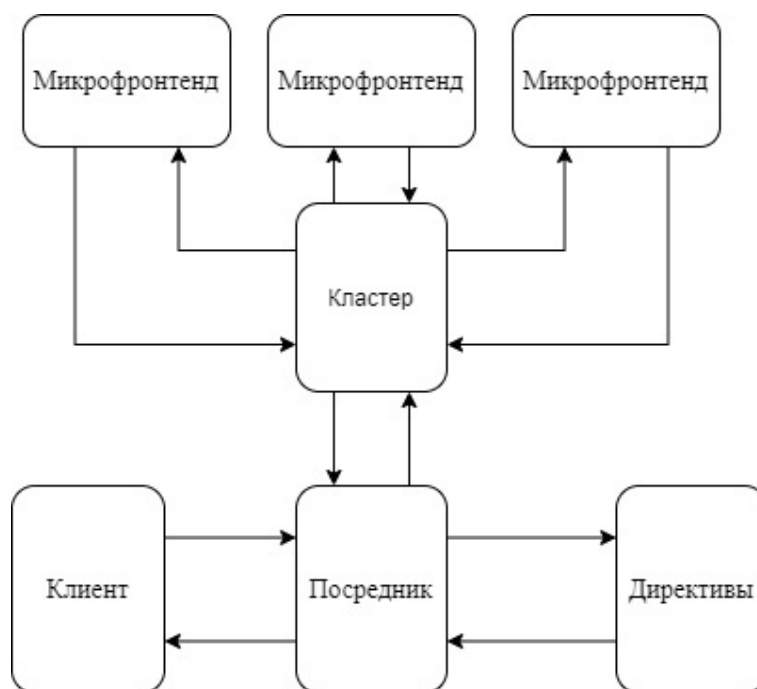 Микрофронтенд
Микрофронтенд
Микрофронтенд
Кластер
Клиент
Посредник
Директивы